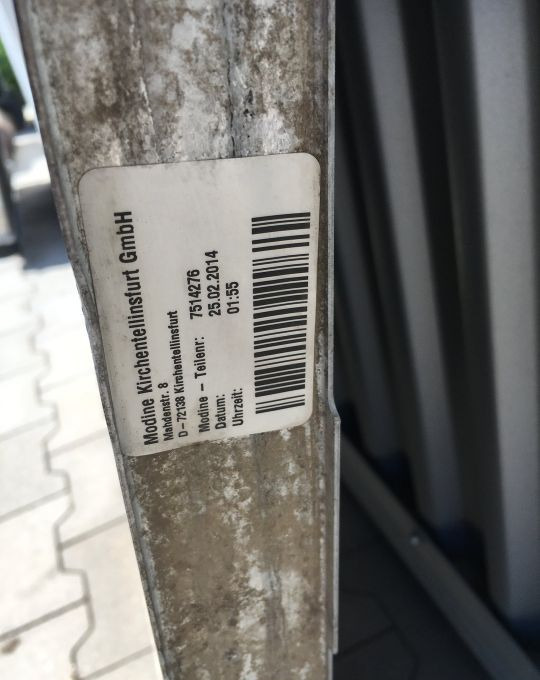 Modine Kirchentellinsfurt GmbH
Mahdenstr. 8
D – 72138 Kirchentellinsfurt
Modine – Teilenr: 7514276
Datum: 25.02.2014
Uhrzeit: 01:55